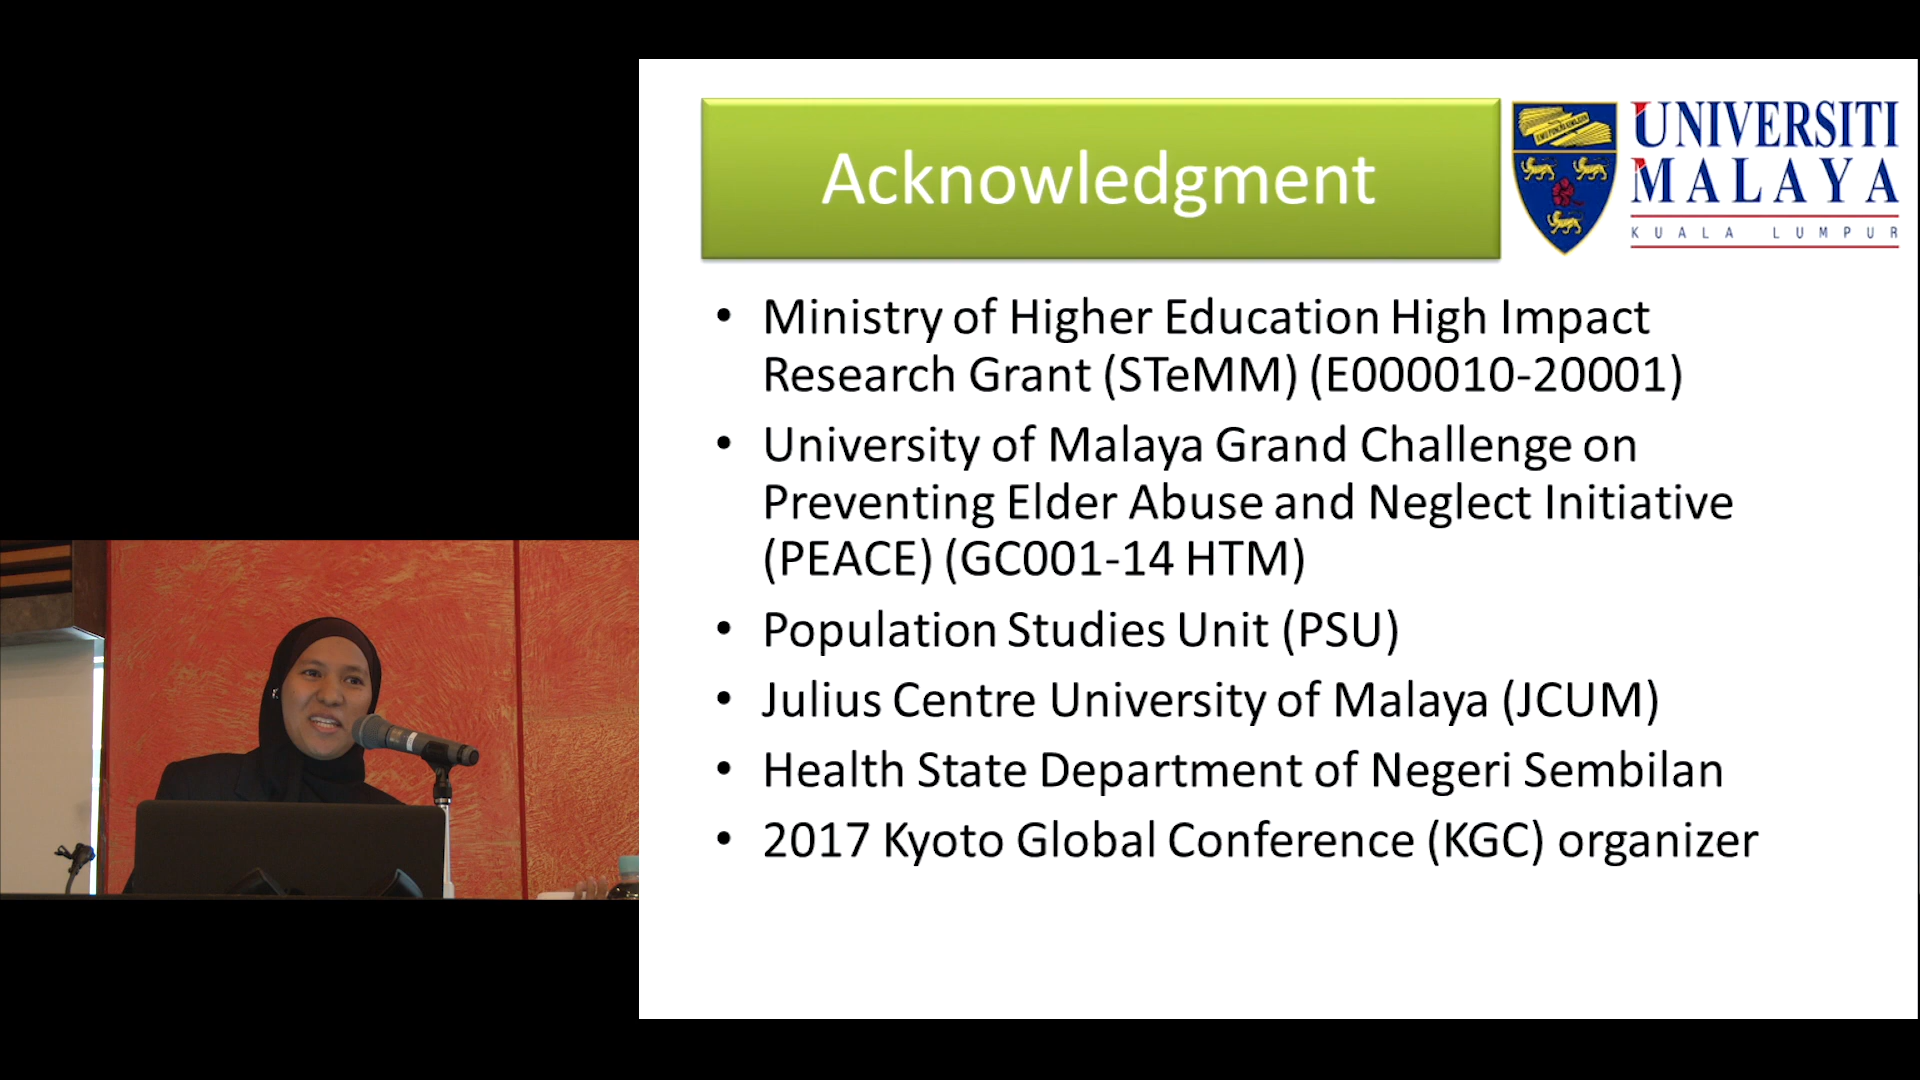 Acknowledgment
UNIVERSITI
MALAYA
KUALA LUMPUR
• Ministry of Higher Education High Impact
Research Grant (STeMM) (E000010-20001)
• University of Malaya Grand Challenge on
Preventing Elder Abuse and Neglect Initiative
(PEACE) (GC001-14 HTM)
• Population Studies Unit (PSU)
• Julius Centre University of Malaya (JCUM)
• Health State Department of Negeri Sembilan
• 2017 Kyoto Global Conference (KGC) organizer